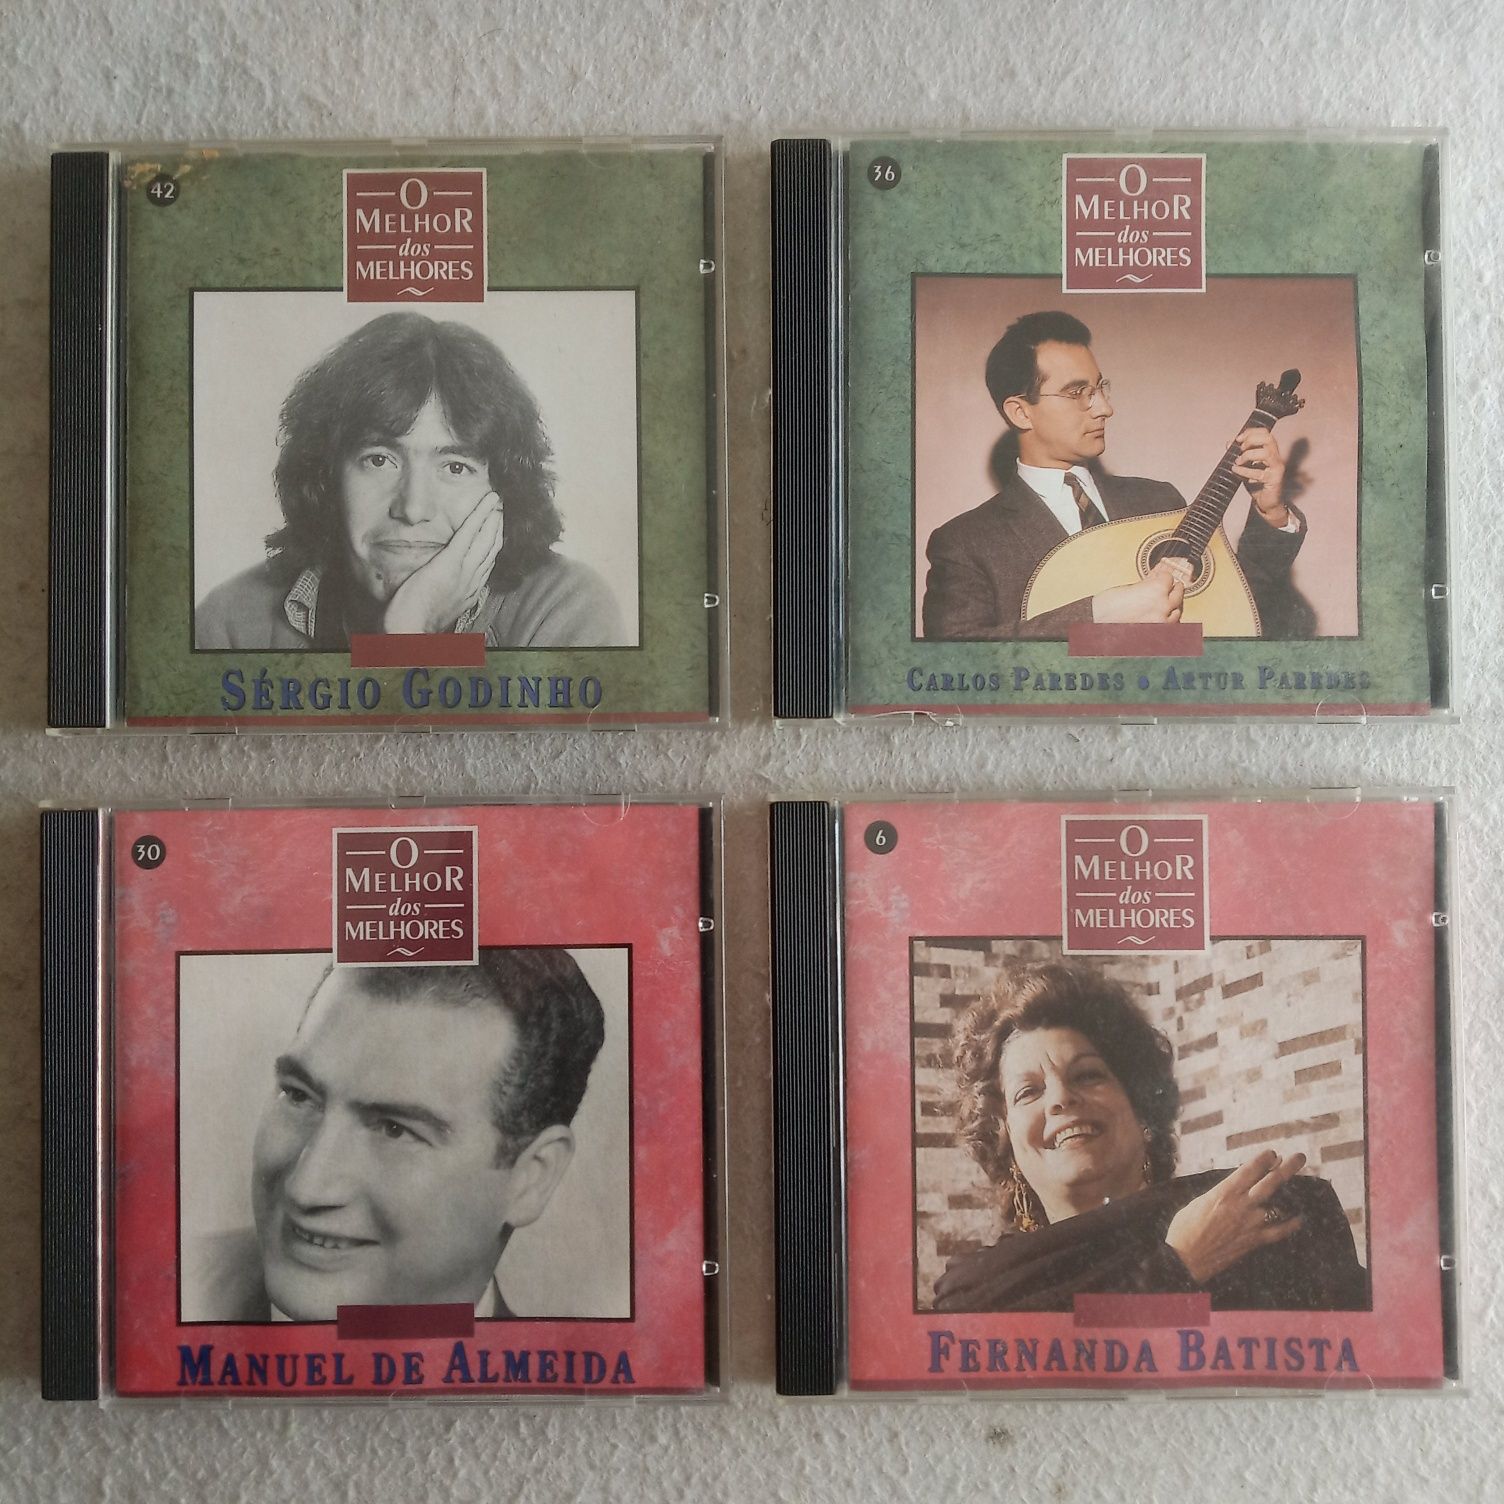 42
O
MELHOR
dos
MELHORES
SÉRGIO GODINHO
36
O
MELHOR
dos
MELHORES
CARLOS PAREDES • ARTUR PAREDES
30
O
MELHOR
dos
MELHORES
MANUEL DE ALMEIDA
6
O
MELHOR
dos
MELHORES
FERNANDA BATISTA